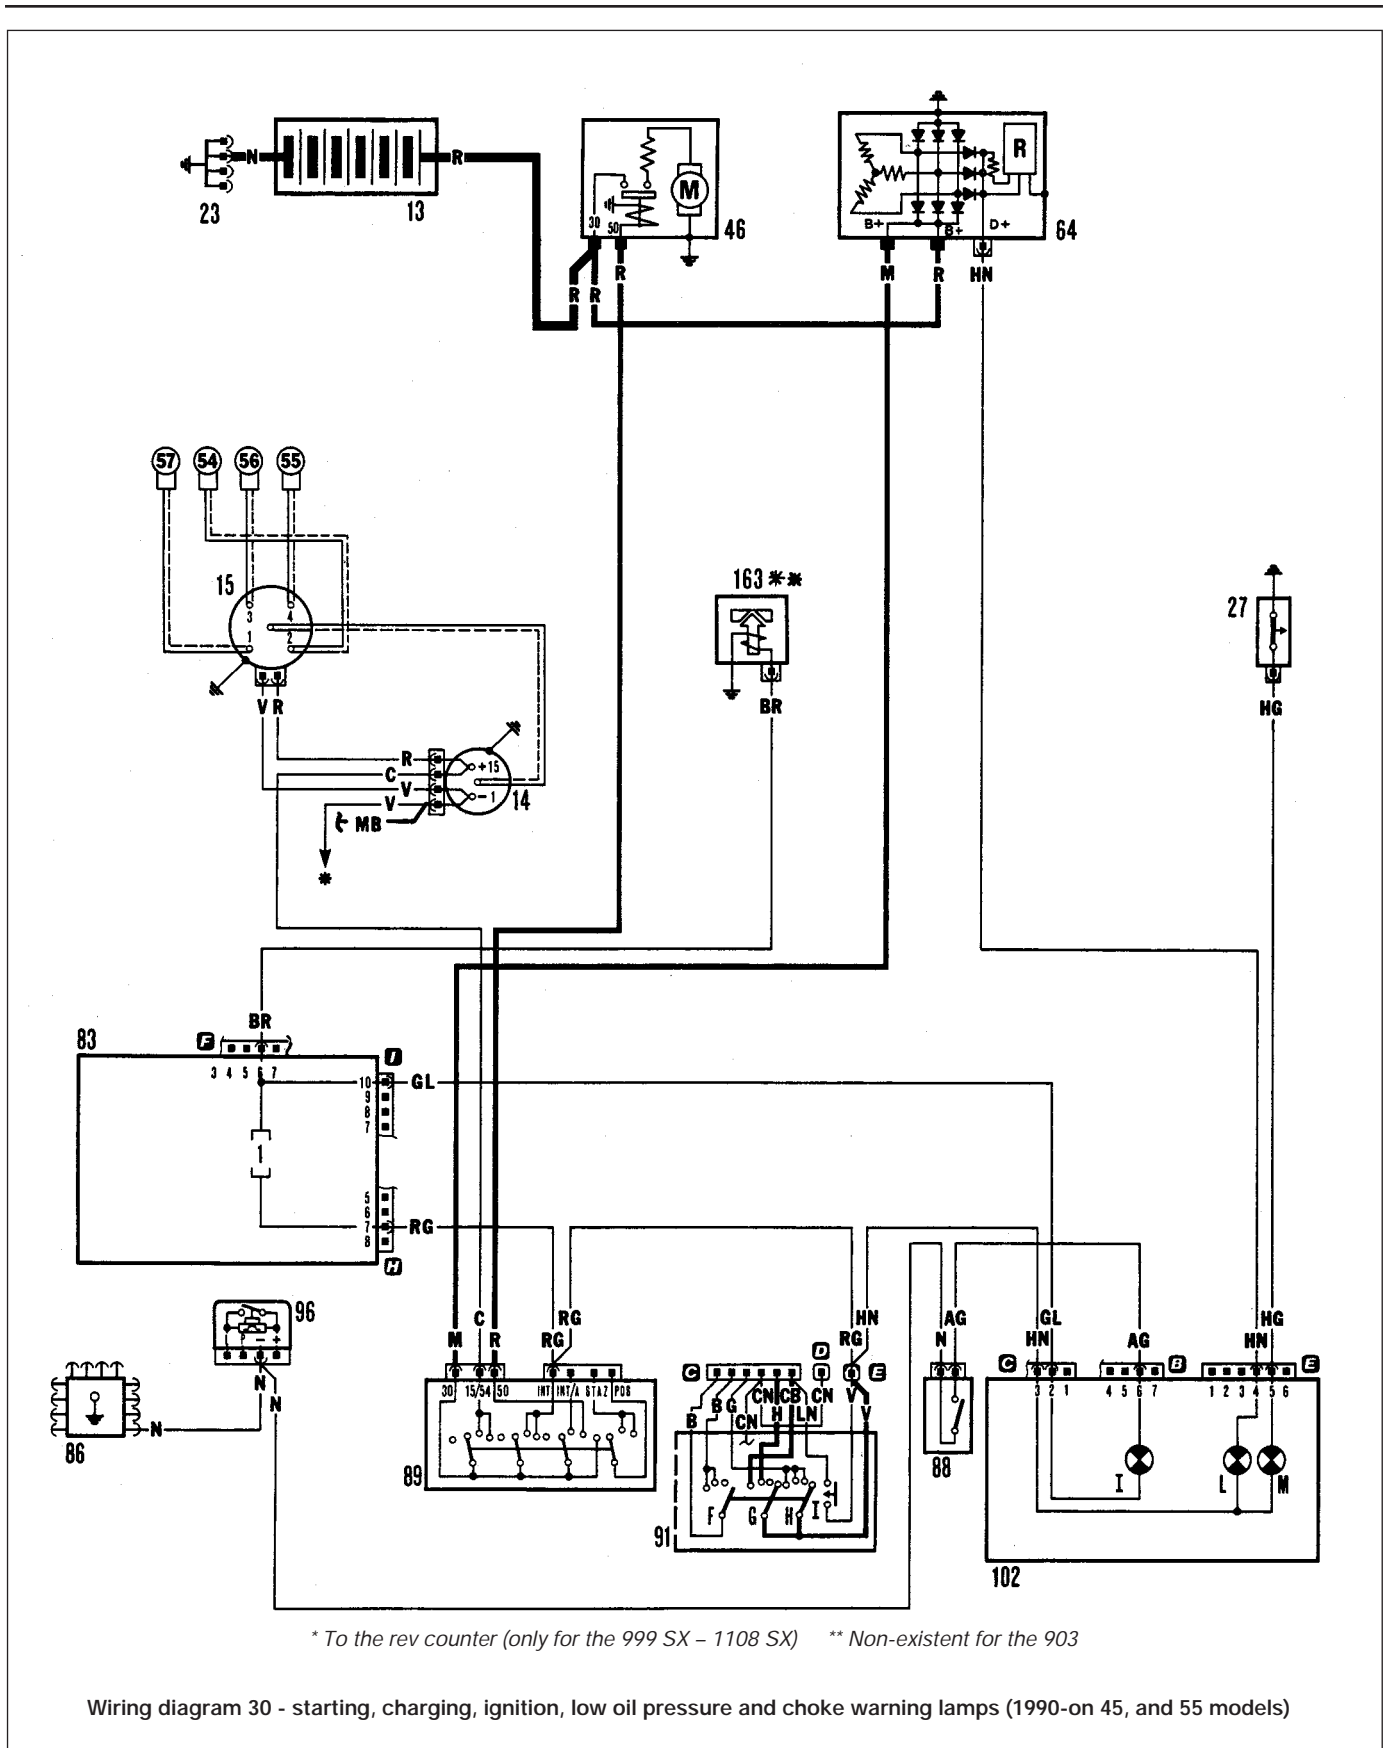 N
R
23
13
30
50
M
46
R
B+
B+
D+
64
R
R
R
M
R
HN
57
54
56
55
15
3
4
1
2
V R
163 **
BR
27
HG
R
C
V
V
+15
-1
14
MB
*
BR
83
F
3 4 5 6 7
I
10
9
8
7
GL
1
5
6
7
8
RG
H
96
- +
N
N
86
N
M
C
R
RG
RG
30
15/54
50
INT
INT/A
STAZ
POS
89
C
D
E
RG
HN
B
B
G
CN
CN
H
CB
LN
CN
V
V
F
G
H
I
91
N
AG
88
C
HN
GL
3 2 1
AG
B
4 5 6 7
HN
HG
E
1 2 3 4 5 6
I
L
M
102
* To the rev counter (only for the 999 SX – 1108 SX) ** Non-existent for the 903
Wiring diagram 30 - starting, charging, ignition, low oil pressure and choke warning lamps (1990-on 45, and 55 models)